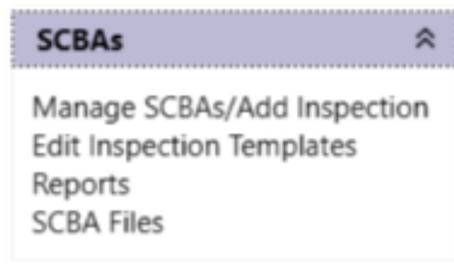 SCBAs
Manage SCBAs/Add Inspection
Edit Inspection Templates
Reports
SCBA Files